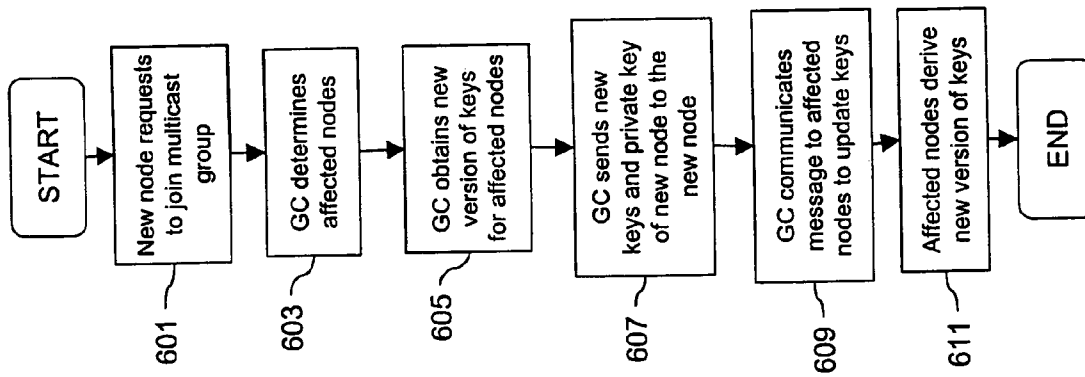 START
New node requests
to join multicast
group
601
GC determines
affected nodes
603
GC obtains new
version of keys
for affected nodes
605
GC sends new
keys and private key
of new node to the
new node
607
GC communicates
message to affected
nodes to update keys
609
Affected nodes derive
new version of keys
611
END